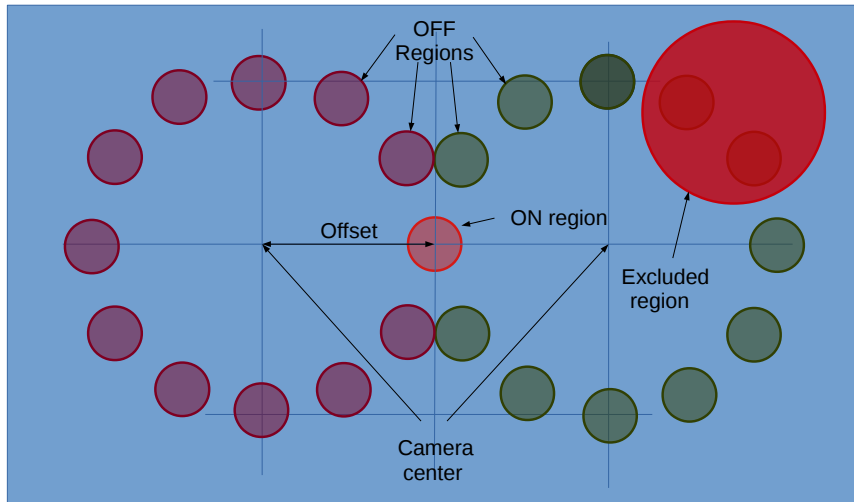 OFF
Regions
Offset
ON region
Excluded
region
Camera
center